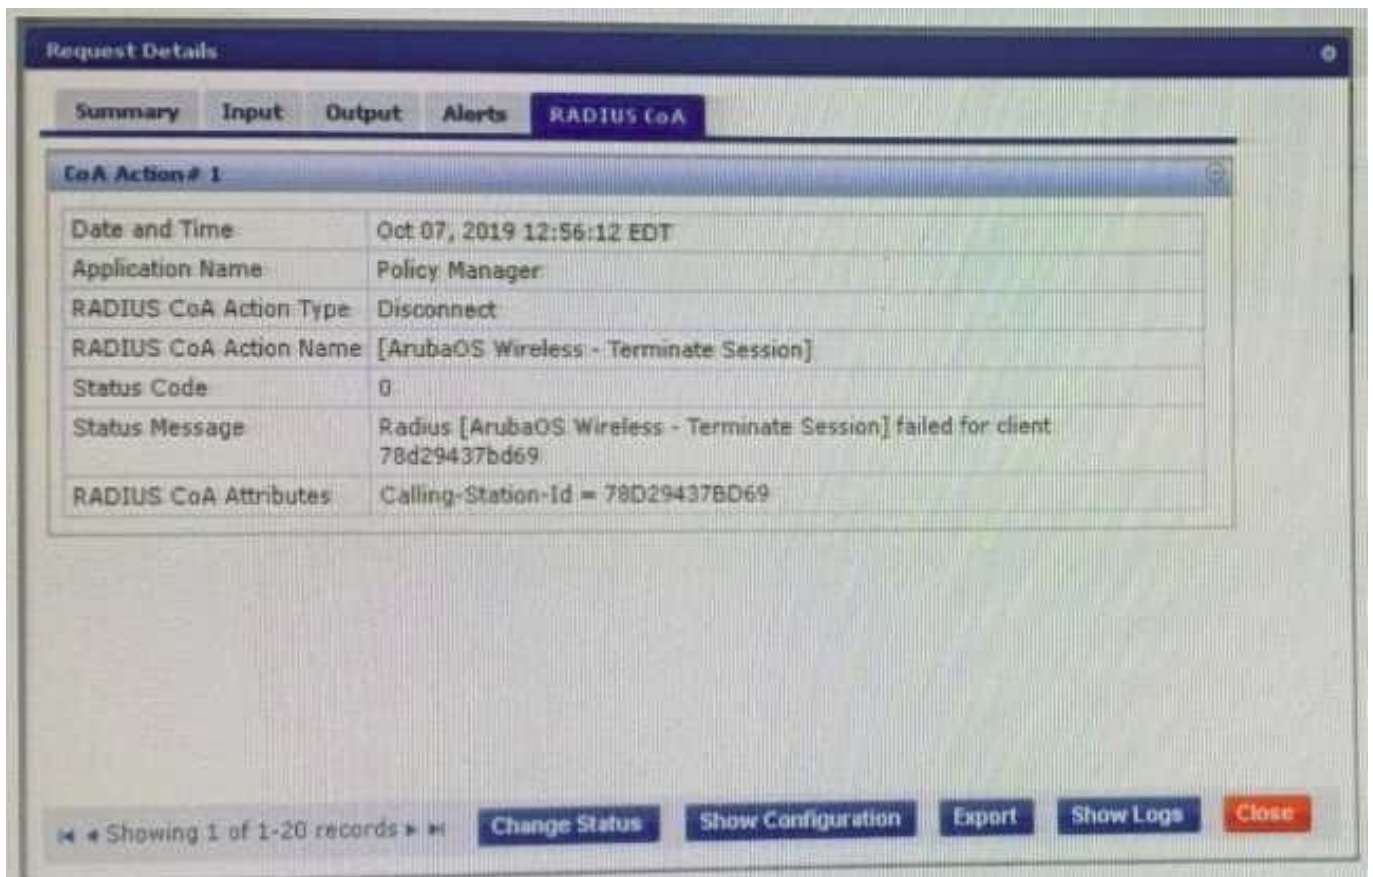 Request Details
Summary Input Output Alerts RADIUS CoA
CoA Action# 1
Date and Time Oct 07, 2019 12:56:12 EDT
Application Name Policy Manager
RADIUS CoA Action Type Disconnect
RADIUS CoA Action Name [ArubaOS Wireless - Terminate Session]
Status Code 0
Status Message Radius [ArubaOS Wireless - Terminate Session] failed for client
78d29437bd69
RADIUS CoA Attributes Calling-Station-Id = 78D29437BD69
Showing 1 of 1-20 records Change Status Show Configuration Export Show Logs Close